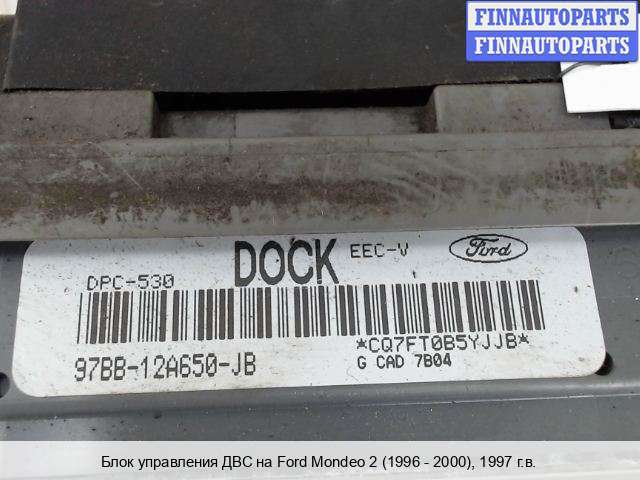 FINNAUTOPARTS
FINNAUTOPARTS
DPC-530
DOCK EEC-V Ford
97BB-12A650-JB
*CQ7FT0B5YJJB*
G CAD 7B04
Блок управления ДВС на Ford Mondeo 2 (1996 - 2000), 1997 г.в.